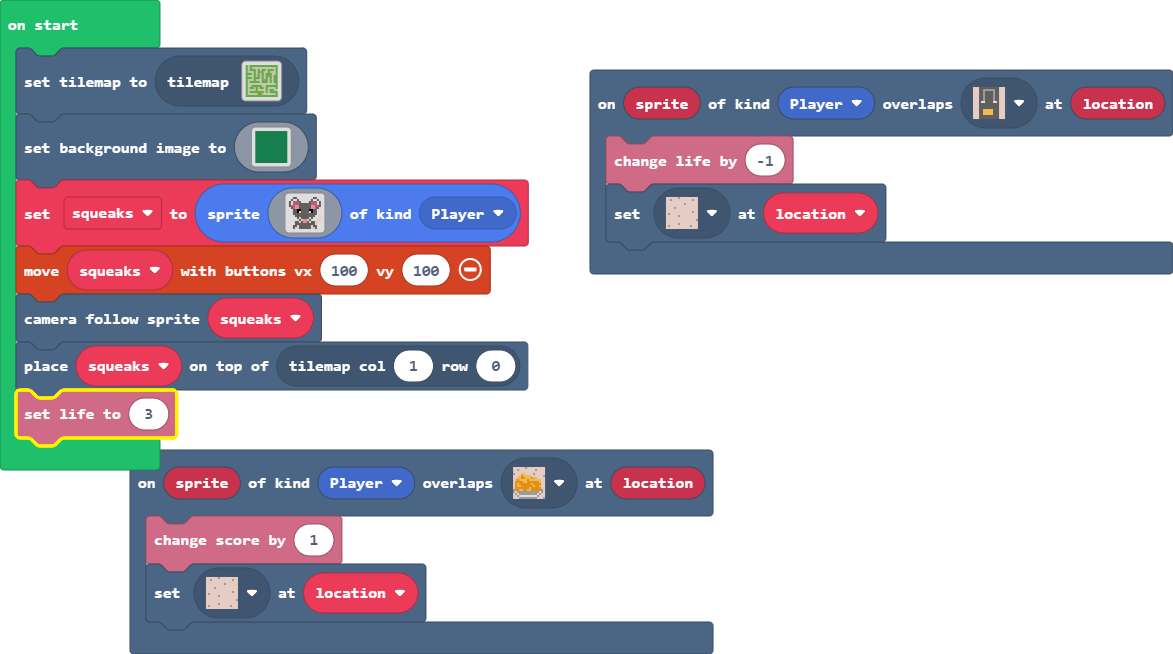 on start
set tilemap to tilemap
set background image to
set squeaks to sprite of kind Player
move squeaks with buttons vx 100 vy 100
camera follow sprite squeaks
place squeaks on top of tilemap col 1 row 0
set life to 3
on sprite of kind Player overlaps at location
change life by -1
set at location
on sprite of kind Player overlaps at location
change score by 1
set at location